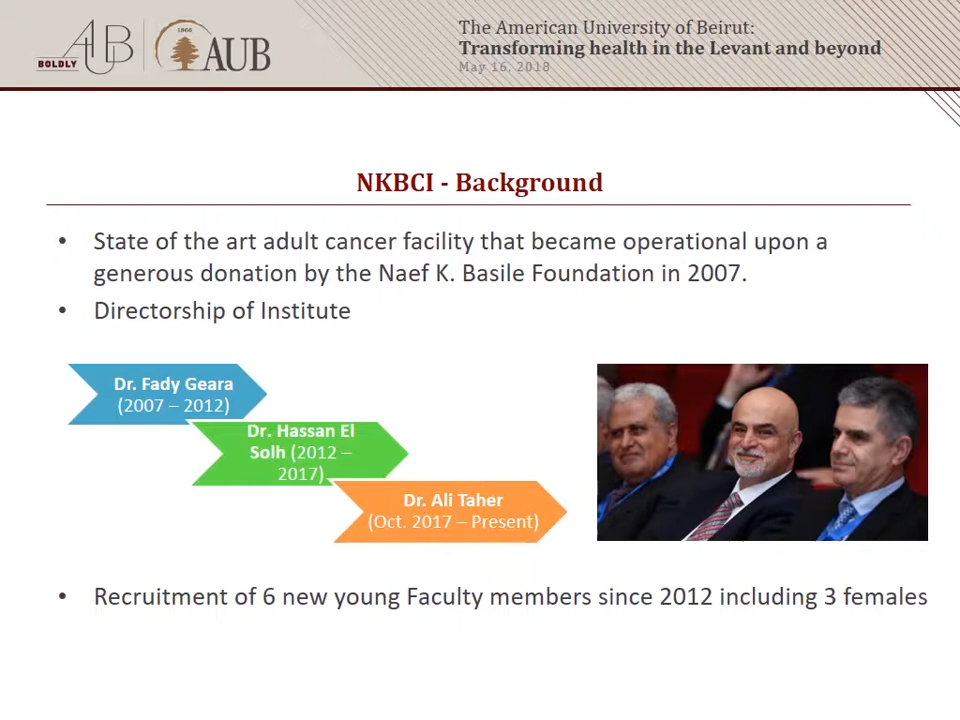 AUB
BOLDLY
1866
AUB
The American University of Beirut:
Transforming health in the Levant and beyond
May 16, 2018
NKBCI - Background
• State of the art adult cancer facility that became operational upon a
generous donation by the Naef K. Basile Foundation in 2007.
• Directorship of Institute
Dr. Fady Geara
(2007 – 2012)
Dr. Hassan El
Solh (2012 –
2017)
Dr. Ali Taher
(Oct. 2017 – Present)
• Recruitment of 6 new young Faculty members since 2012 including 3 females